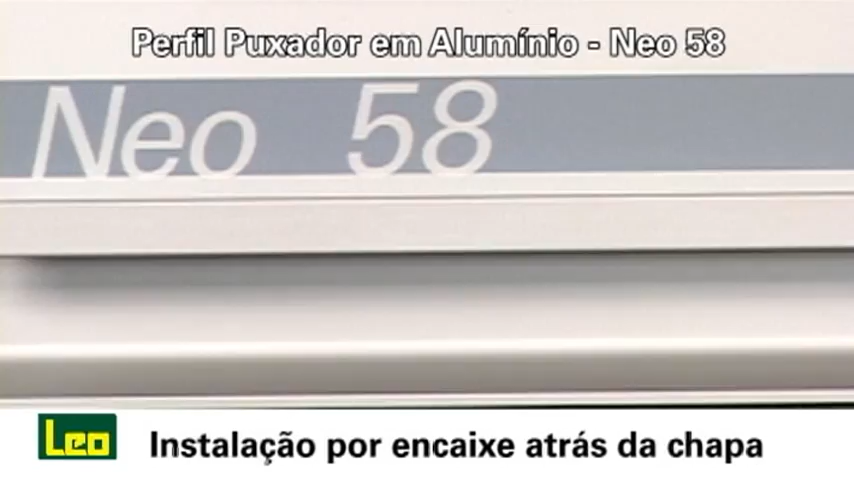 Perfil Puxador em Alumínio - Neo 58
Neo 58
Leo
Instalação por encaixe atrás da chapa